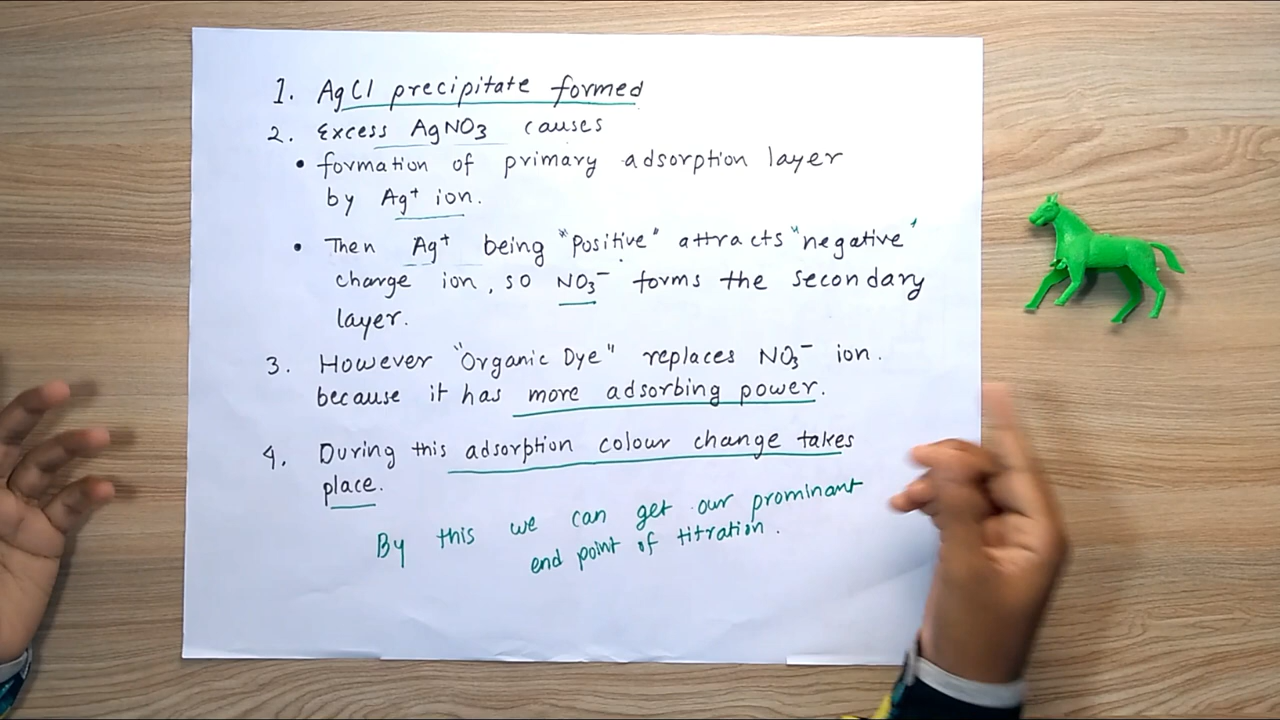 1. AgCl precipitate formed
2. Excess AgNO3 causes
• formation of primary adsorption layer
by Ag+ ion.
• Then Ag+ being "positive" attracts "negative"
charge ion, so NO3- forms the secondary
layer.
3. However "Organic Dye" replaces NO3- ion.
because it has more adsorbing power.
4. During this adsorption colour change takes
place.
By this we can get our prominant
end point of titration.